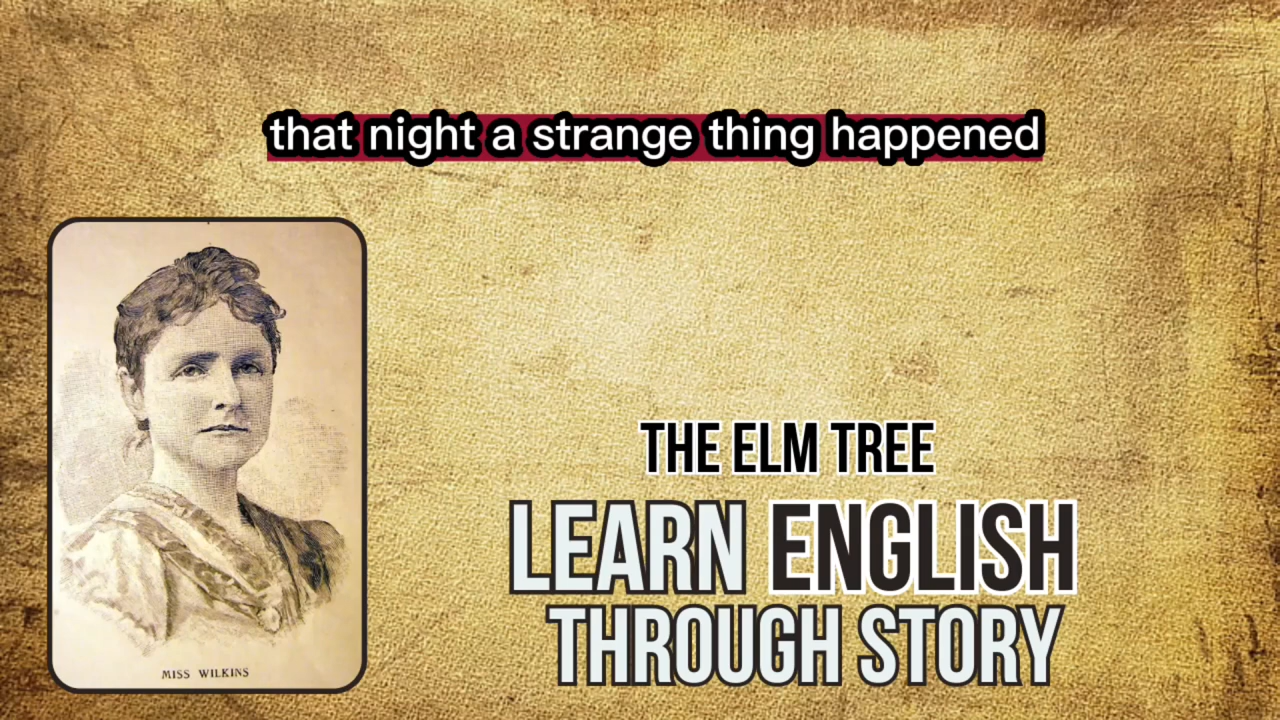 that night a strange thing happened
MISS WILKINS
THE ELM TREE
LEARN ENGLISH
THROUGH STORY